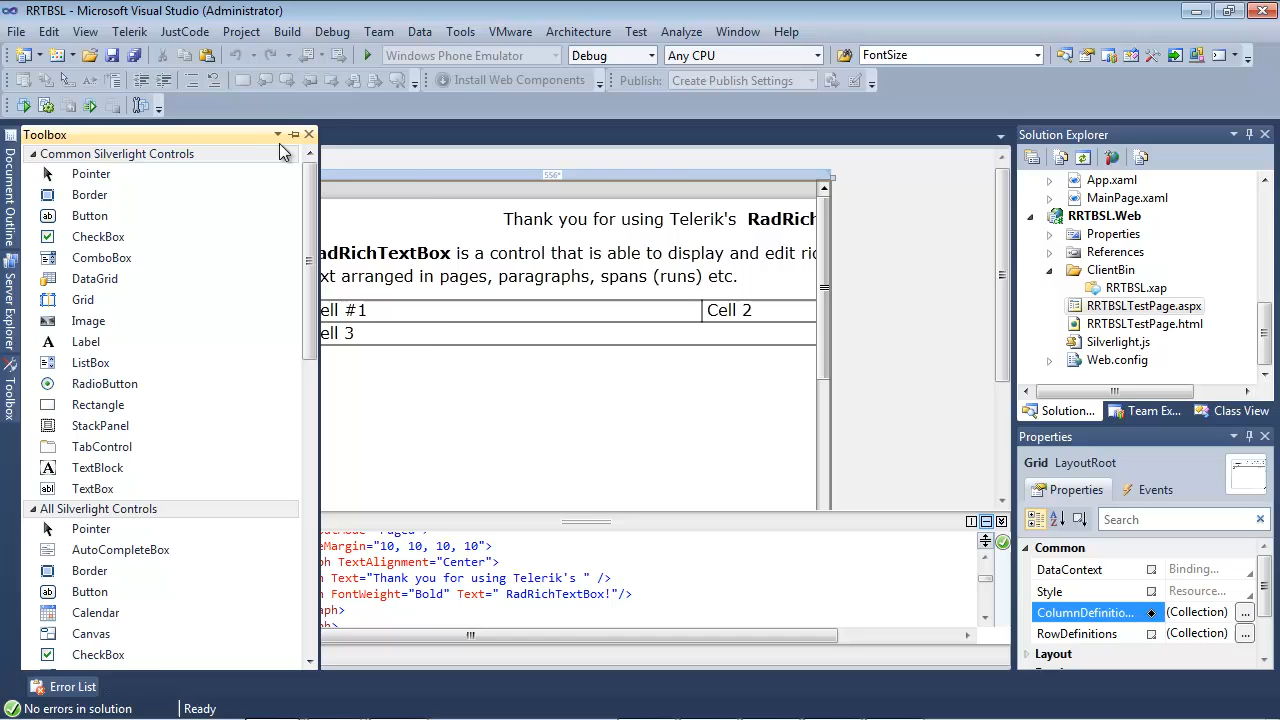 RRTBSL - Microsoft Visual Studio (Administrator)
File Edit View Telerik JustCode Project Build Debug Team Data Tools VMware Architecture Test Analyze Window Help
Windows Phone Emulator Debug Any CPU FontSize
Install Web Components Publish: Create Publish Settings
Document Outline
Server Explorer
Toolbox
Toolbox
Common Silverlight Controls
Pointer
Border
Button
CheckBox
ComboBox
DataGrid
Grid
Image
Label
ListBox
RadioButton
Rectangle
StackPanel
TabControl
TextBlock
TextBox
All Silverlight Controls
Pointer
AutoCompleteBox
Border
Button
Calendar
Canvas
CheckBox
556*
Thank you for using Telerik's RadRich
adRichTextBox is a control that is able to display and edit ric
xt arranged in pages, paragraphs, spans (runs) etc.
ell #1 Cell 2
ell 3
eMargin="10, 10, 10, 10">
ph TextAlignment="Center">
n Text="Thank you for using Telerik's " />
n FontWeight="Bold" Text=" RadRichTextBox!"/>
aph>
Solution Explorer
App.xaml
MainPage.xaml
RRTBSL.Web
Properties
References
ClientBin
RRTBSL.xap
RRTBSLTestPage.aspx
RRTBSLTestPage.html
Silverlight.js
Web.config
Solution... Team Ex... Class View
Properties
Grid LayoutRoot
Properties Events
Search
Common
DataContext Binding...
Style Resource...
ColumnDefinitio... (Collection) ...
RowDefinitions (Collection) ...
Layout
Error List
No errors in solution Ready